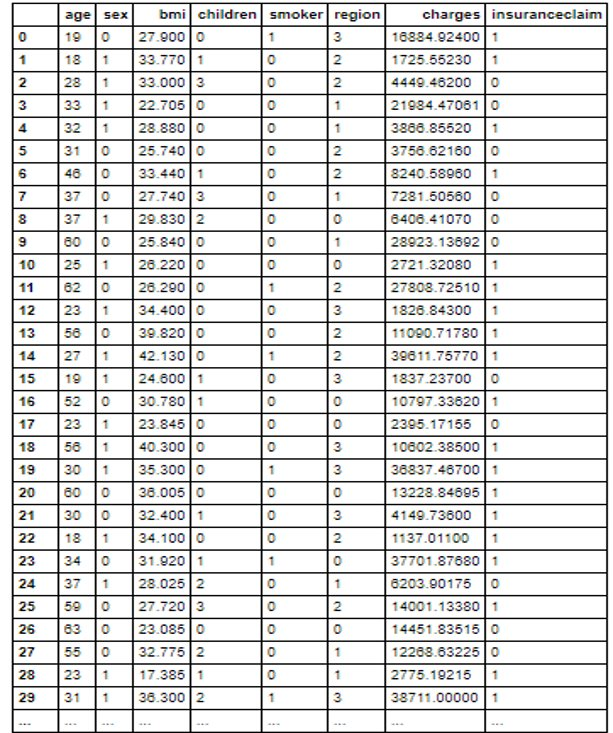 age sex bmi children smoker region charges insuranceclaim
0 19 0 27.900 0 1 3 16884.92400 1
1 18 1 33.770 1 0 2 1725.55230 1
2 28 1 33.000 3 0 2 4449.46200 0
3 33 1 22.705 0 0 1 21984.47061 0
4 32 1 28.880 0 0 1 3866.85520 1
5 31 0 25.740 0 0 2 3756.62160 0
6 46 0 33.440 1 0 2 8240.58960 1
7 37 0 27.740 3 0 1 7281.50560 0
8 37 1 29.830 2 0 0 6406.41070 0
9 60 0 25.840 0 0 1 28923.13692 0
10 25 1 26.220 0 0 0 2721.32080 1
11 62 0 26.290 0 1 2 27808.72510 1
12 23 1 34.400 0 0 3 1826.84300 1
13 56 0 39.820 0 0 2 11090.71780 1
14 27 1 42.130 0 1 2 39611.75770 1
15 19 1 24.600 1 0 3 1837.23700 0
16 52 0 30.780 1 0 0 10797.33620 1
17 23 1 23.845 0 0 0 2395.17155 0
18 56 1 40.300 0 0 3 10602.38500 1
19 30 1 35.300 0 1 3 36837.46700 1
20 60 0 36.005 0 0 0 13228.84695 1
21 30 0 32.400 1 0 3 4149.73600 1
22 18 1 34.100 0 0 2 1137.01100 1
23 34 0 31.920 1 1 0 37701.87680 1
24 37 1 28.025 2 0 1 6203.90175 0
25 59 0 27.720 3 0 2 14001.13380 1
26 63 0 23.085 0 0 0 14451.83515 0
27 55 0 32.775 2 0 1 12268.63225 0
28 23 1 17.385 1 0 1 2775.19215 1
29 31 1 36.300 2 1 3 38711.00000 1
... ... ... ... ... ... ... ... ...